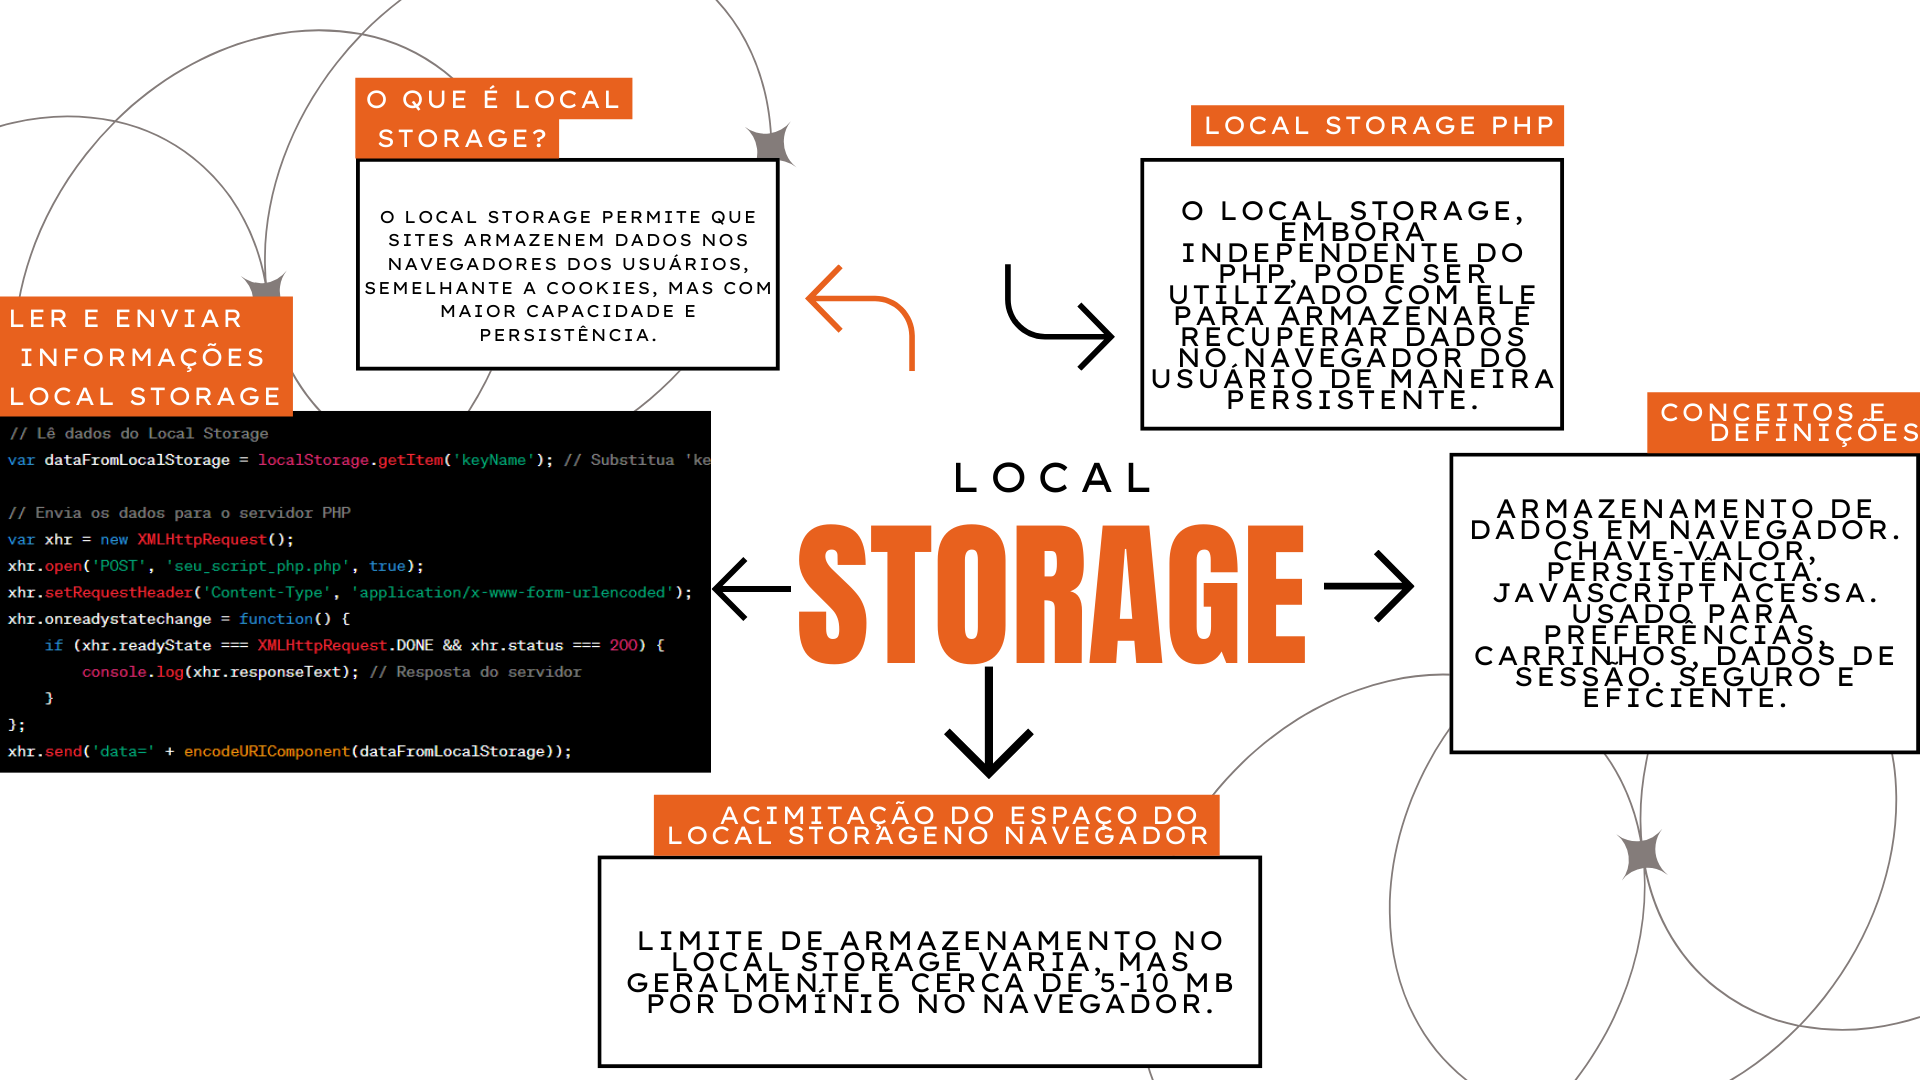 O QUE É LOCAL
STORAGE?
O LOCAL STORAGE PERMITE QUE
SITES ARMAZENEM DADOS NOS
NAVEGADORES DOS USUÁRIOS,
SEMELHANTE A COOKIES, MAS COM
MAIOR CAPACIDADE E
PERSISTÊNCIA.
LOCAL STORAGE PHP
O LOCAL STORAGE,
EMBORA
INDEPENDENTE DO
PHP, PODE SER
UTILIZADO COM ELE
PARA ARMAZENAR E
RECUPERAR DADOS
NO NAVEGADOR DO
USUÁRIO DE MANEIRA
PERSISTENTE.
LER E ENVIAR
INFORMAÇÕES
LOCAL STORAGE
// Lê dados do Local Storage
var dataFromLocalStorage = localStorage.getItem('keyName'); // Substitua 'ke
// Envia os dados para o servidor PHP
var xhr = new XMLHttpRequest();
xhr.open('POST', 'seu_script_php.php', true);
xhr.setRequestHeader('Content-Type', 'application/x-www-form-urlencoded');
xhr.onreadystatechange = function() {
if (xhr.readyState === XMLHttpRequest.DONE && xhr.status === 200) {
console.log(xhr.responseText); // Resposta do servidor
}
};
xhr.send('data=' + encodeURIComponent(dataFromLocalStorage));
LOCAL
STORAGE
CONCEITOS E
DEFINIÇÕES
ARMAZENAMENTO DE
DADOS EM NAVEGADOR.
CHAVE-VALOR,
PERSISTÊNCIA.
JAVASCRIPT ACESSA.
USADO PARA
PREFERÊNCIAS,
CARRINHOS, DADOS DE
SESSÃO. SEGURO E
EFICIENTE.
ACIMITAÇÃO DO ESPAÇO DO
LOCAL STORAGENO NAVEGADOR
LIMITE DE ARMAZENAMENTO NO
LOCAL STORAGE VARIA, MAS
GERALMENTE É CERCA DE 5-10 MB
POR DOMÍNIO NO NAVEGADOR.